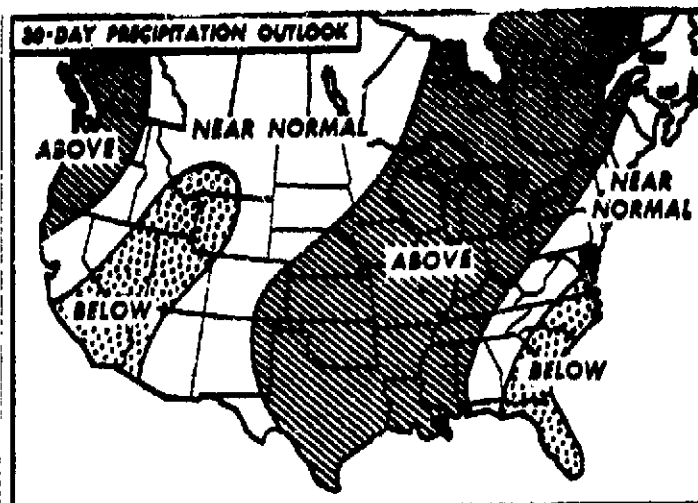 30-DAY PRECIPITATION OUTLOOK
ABOVE
NEAR NORMAL
NEAR
NORMAL
ABOVE
BELOW
BELOW